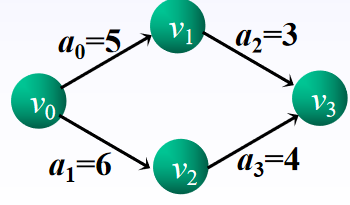 v₁
a₀=5
a₂=3
v₀
v₃
a₁=6
v₂
a₃=4